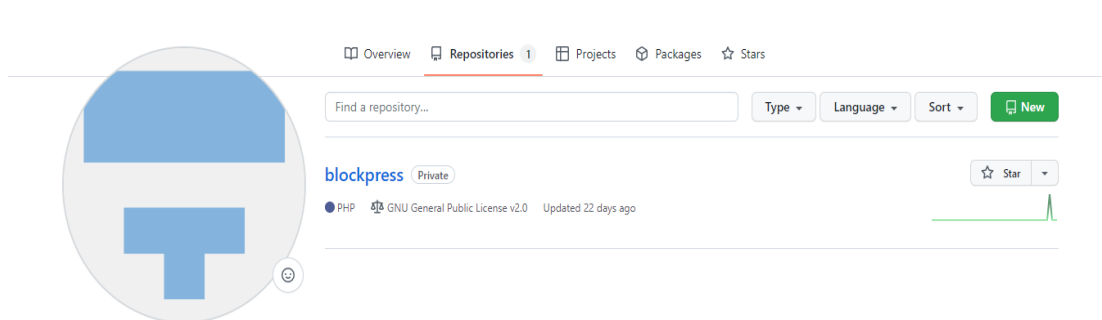 Overview Repositories 1 Projects Packages Stars
Find a repository... Type Language Sort New
blockpress Private Star
PHP GNU General Public License v2.0 Updated 22 days ago